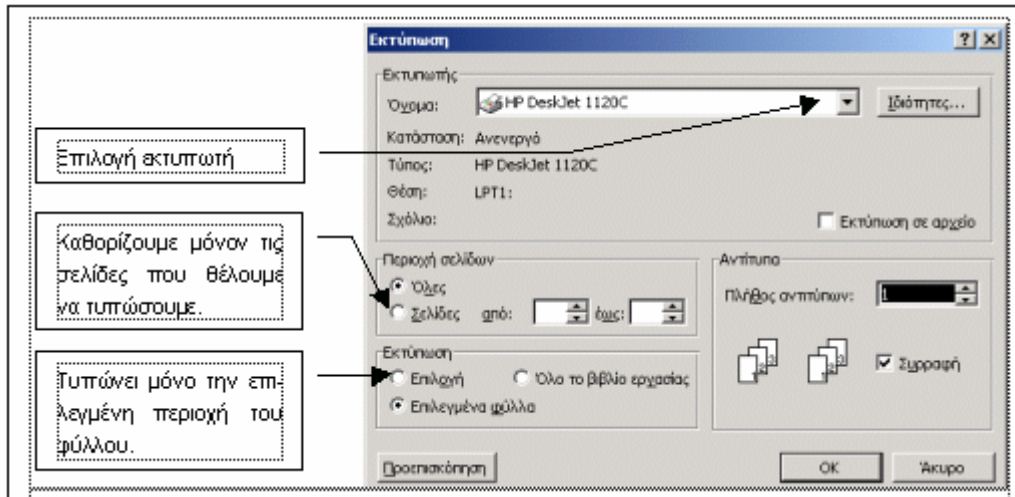 Εκτύπωση
Εκτυπωτής
Όνομα: HP DeskJet 1120C Ιδιότητες...
Κατάσταση: Ανενεργό
Τύπος: HP DeskJet 1120C
Θέση: LPT1:
Σχόλιο: Εκτύπωση σε αρχείο
Περιοχή σελίδων
Όλες
Σελίδες από: έως:
Αντίτυπα
Πλήθος αντιτύπων: 1
Συρραφή
Εκτύπωση
Επιλογή Όλο το βιβλίο εργασίας
Επιλεγμένα φύλλα
Προεπισκόπηση OK Άκυρο
Επιλογή εκτυπωτή
Καθορίζουμε μόνον τις
σελίδες που θέλουμε
να τυπώσουμε.
Τυπώνει μόνο την επι-
λεγμένη περιοχή του
φύλλου.